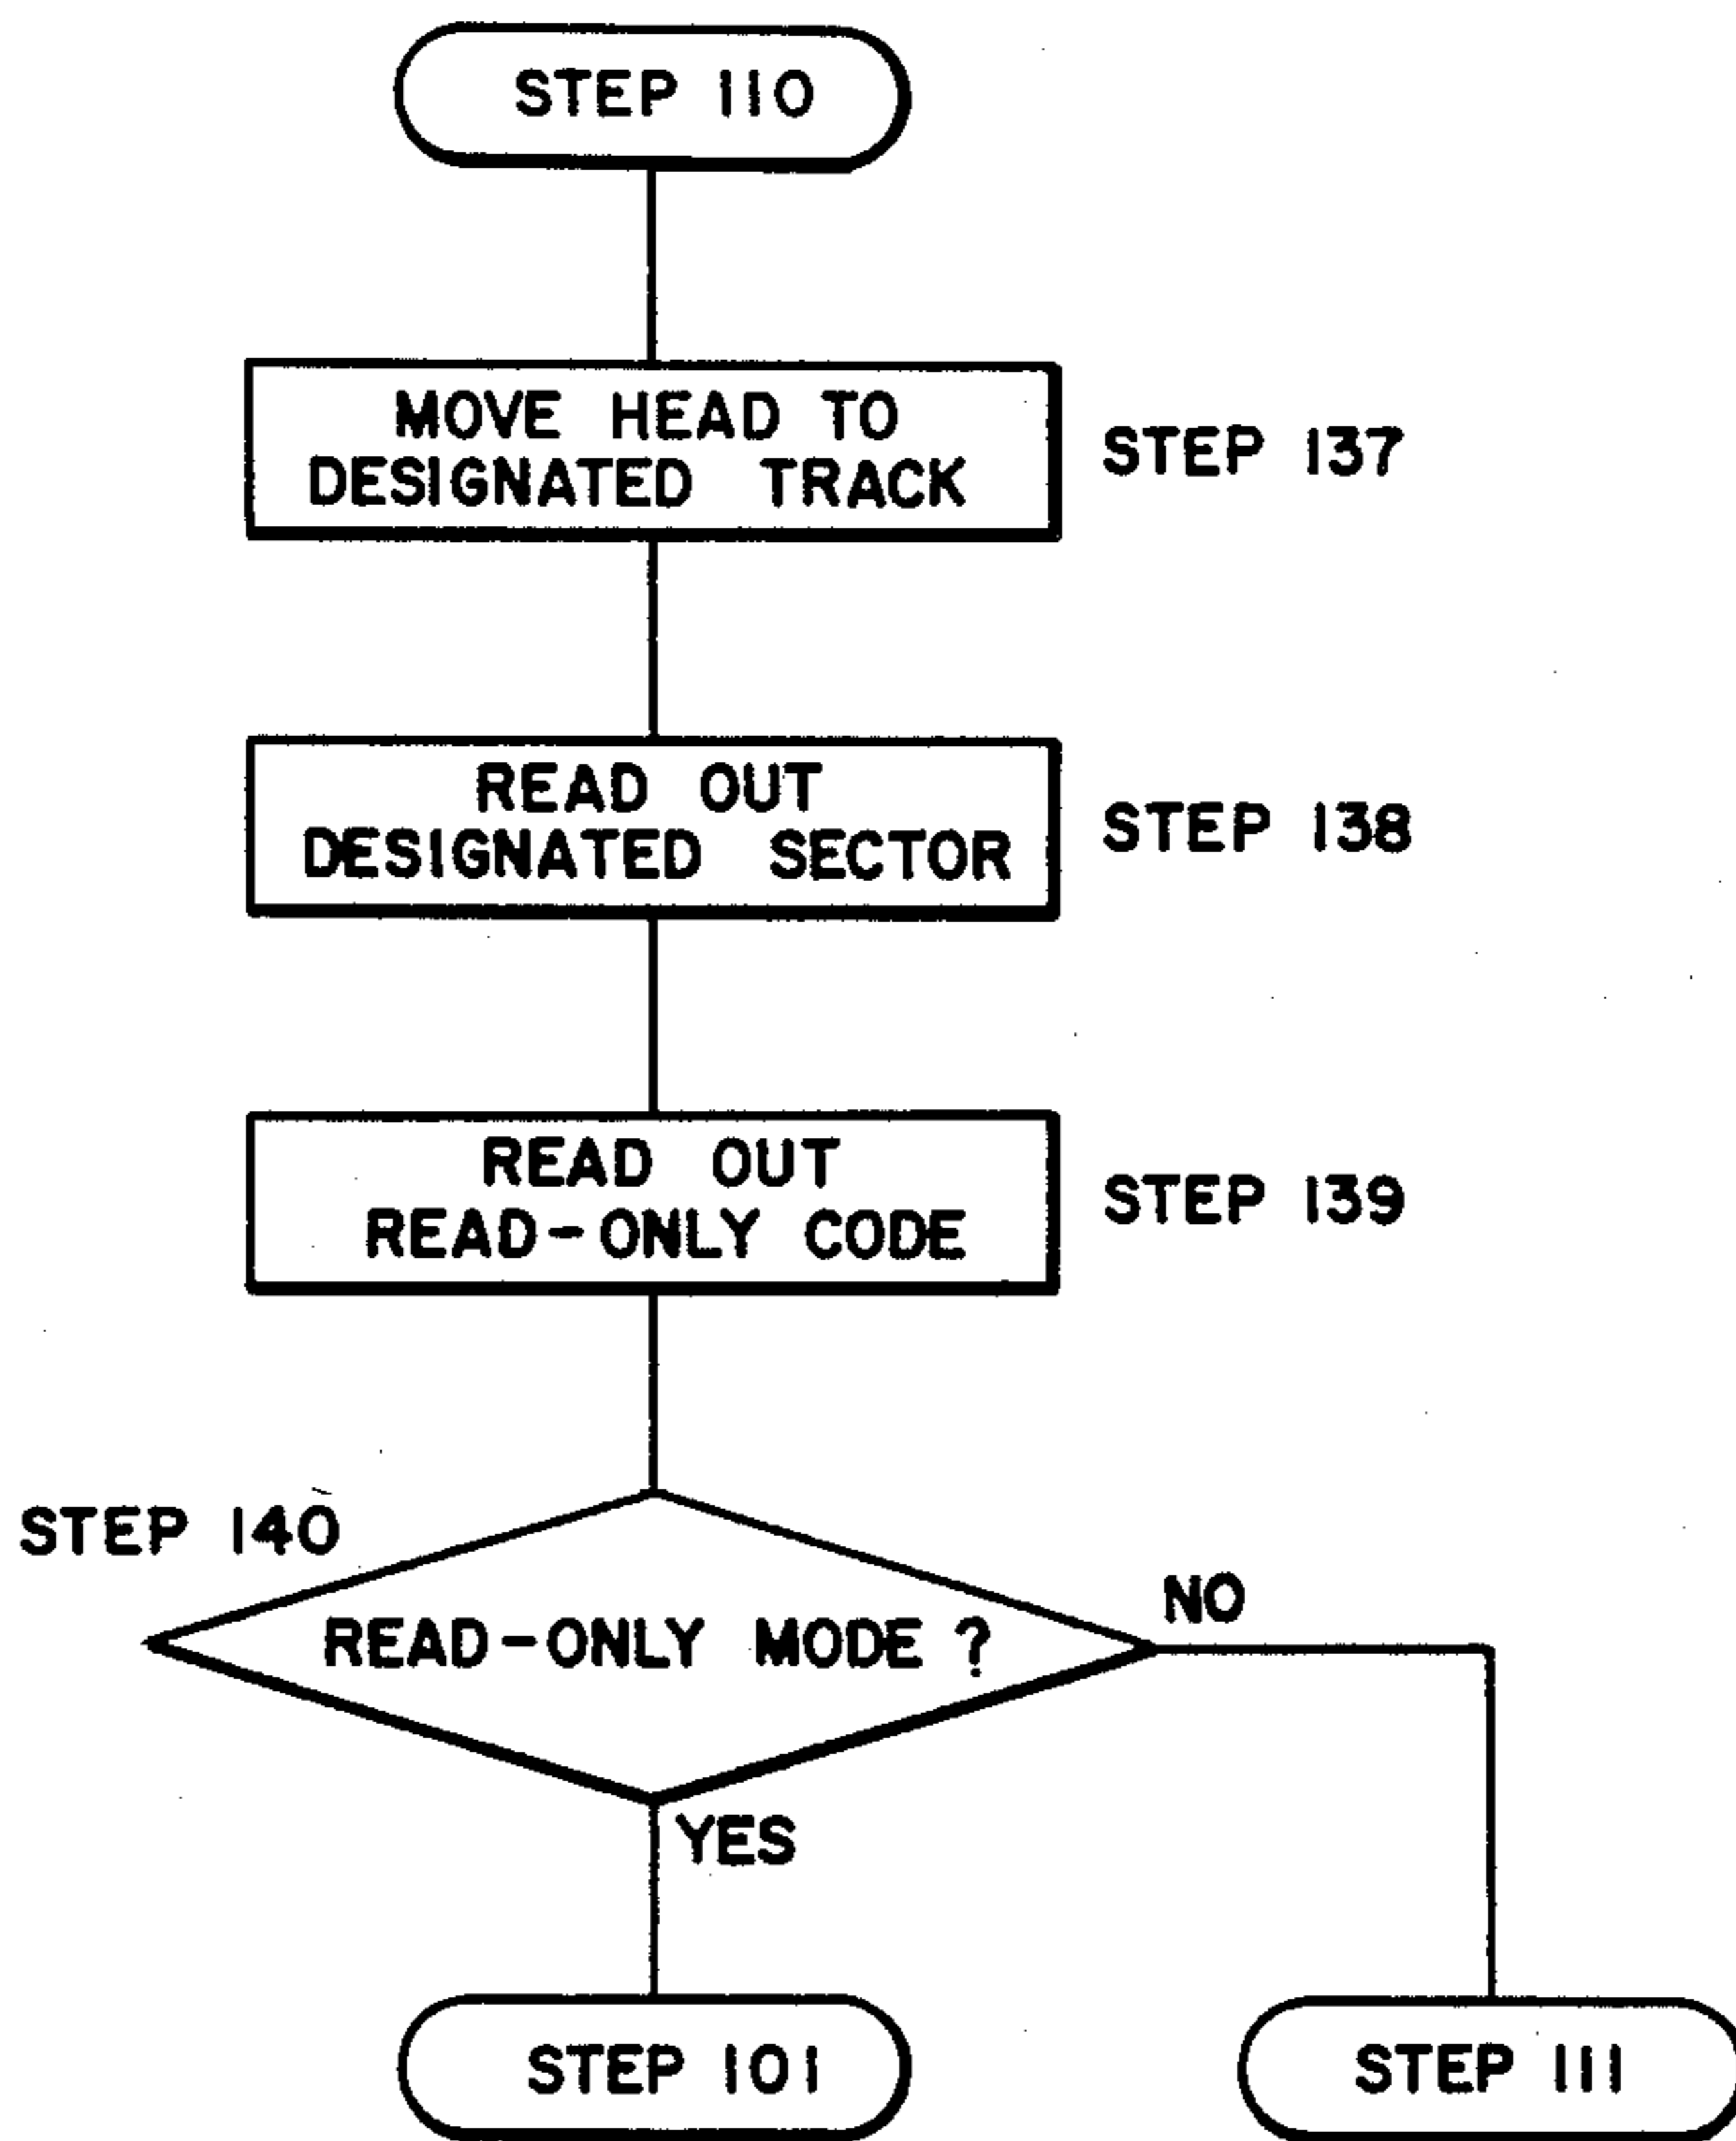 STEP 110
MOVE HEAD TO
DESIGNATED TRACK
STEP 137
READ OUT
DESIGNATED SECTOR
STEP 138
READ OUT
READ-ONLY CODE
STEP 139
STEP 140
READ-ONLY MODE ?
NO
YES
STEP 101
STEP 111